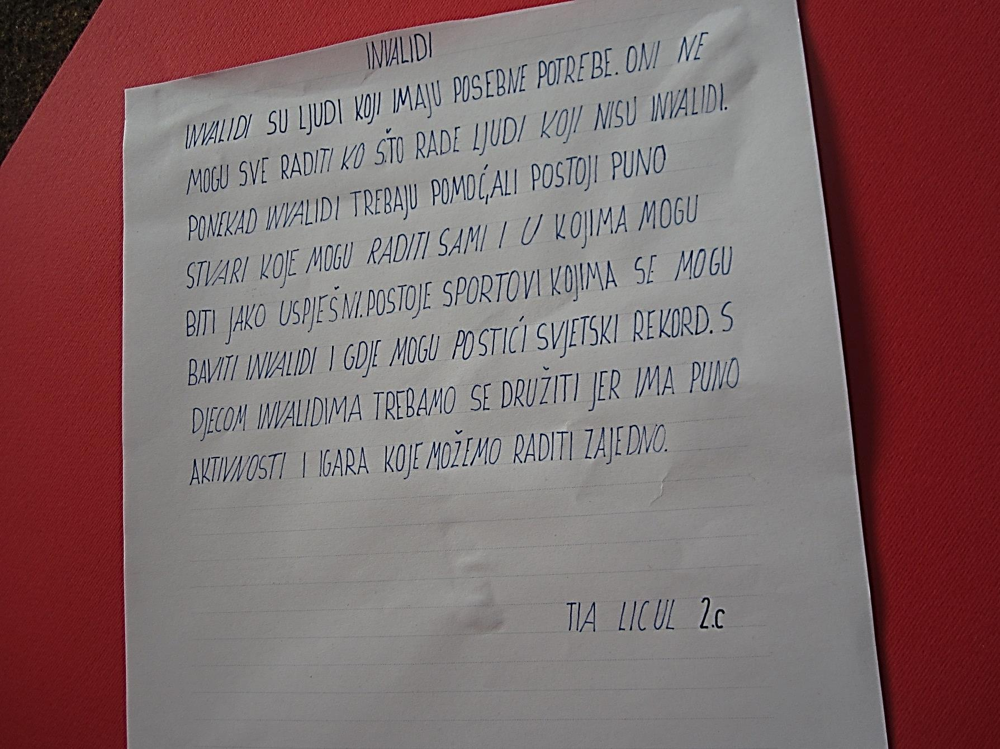 INVALIDI
INVALIDI SU LJUDI KOJI IMAJU POSEBNE POTREBE. ONI NE
MOGU SVE RADITI KO ŠTO RADE LJUDI KOJI NISU INVALIDI.
PONEKAD INVALIDI TREBAJU POMOĆ, ALI POSTOJI PUNO
STVARI KOJE MOGU RADITI SAMI I U KOJIMA MOGU
BITI JAKO USPJEŠNI. POSTOJE SPORTOVI KOJIMA SE MOGU
BAVITI INVALIDI I GDJE MOGU POSTIĆI SVJETSKI REKORD. S
DJECOM INVALIDIMA TREBAMO SE DRUŽITI JER IMA PUNO
AKTIVNOSTI I IGARA KOJE MOŽEMO RADITI ZAJEDNO.
TIA LICUL 2.c